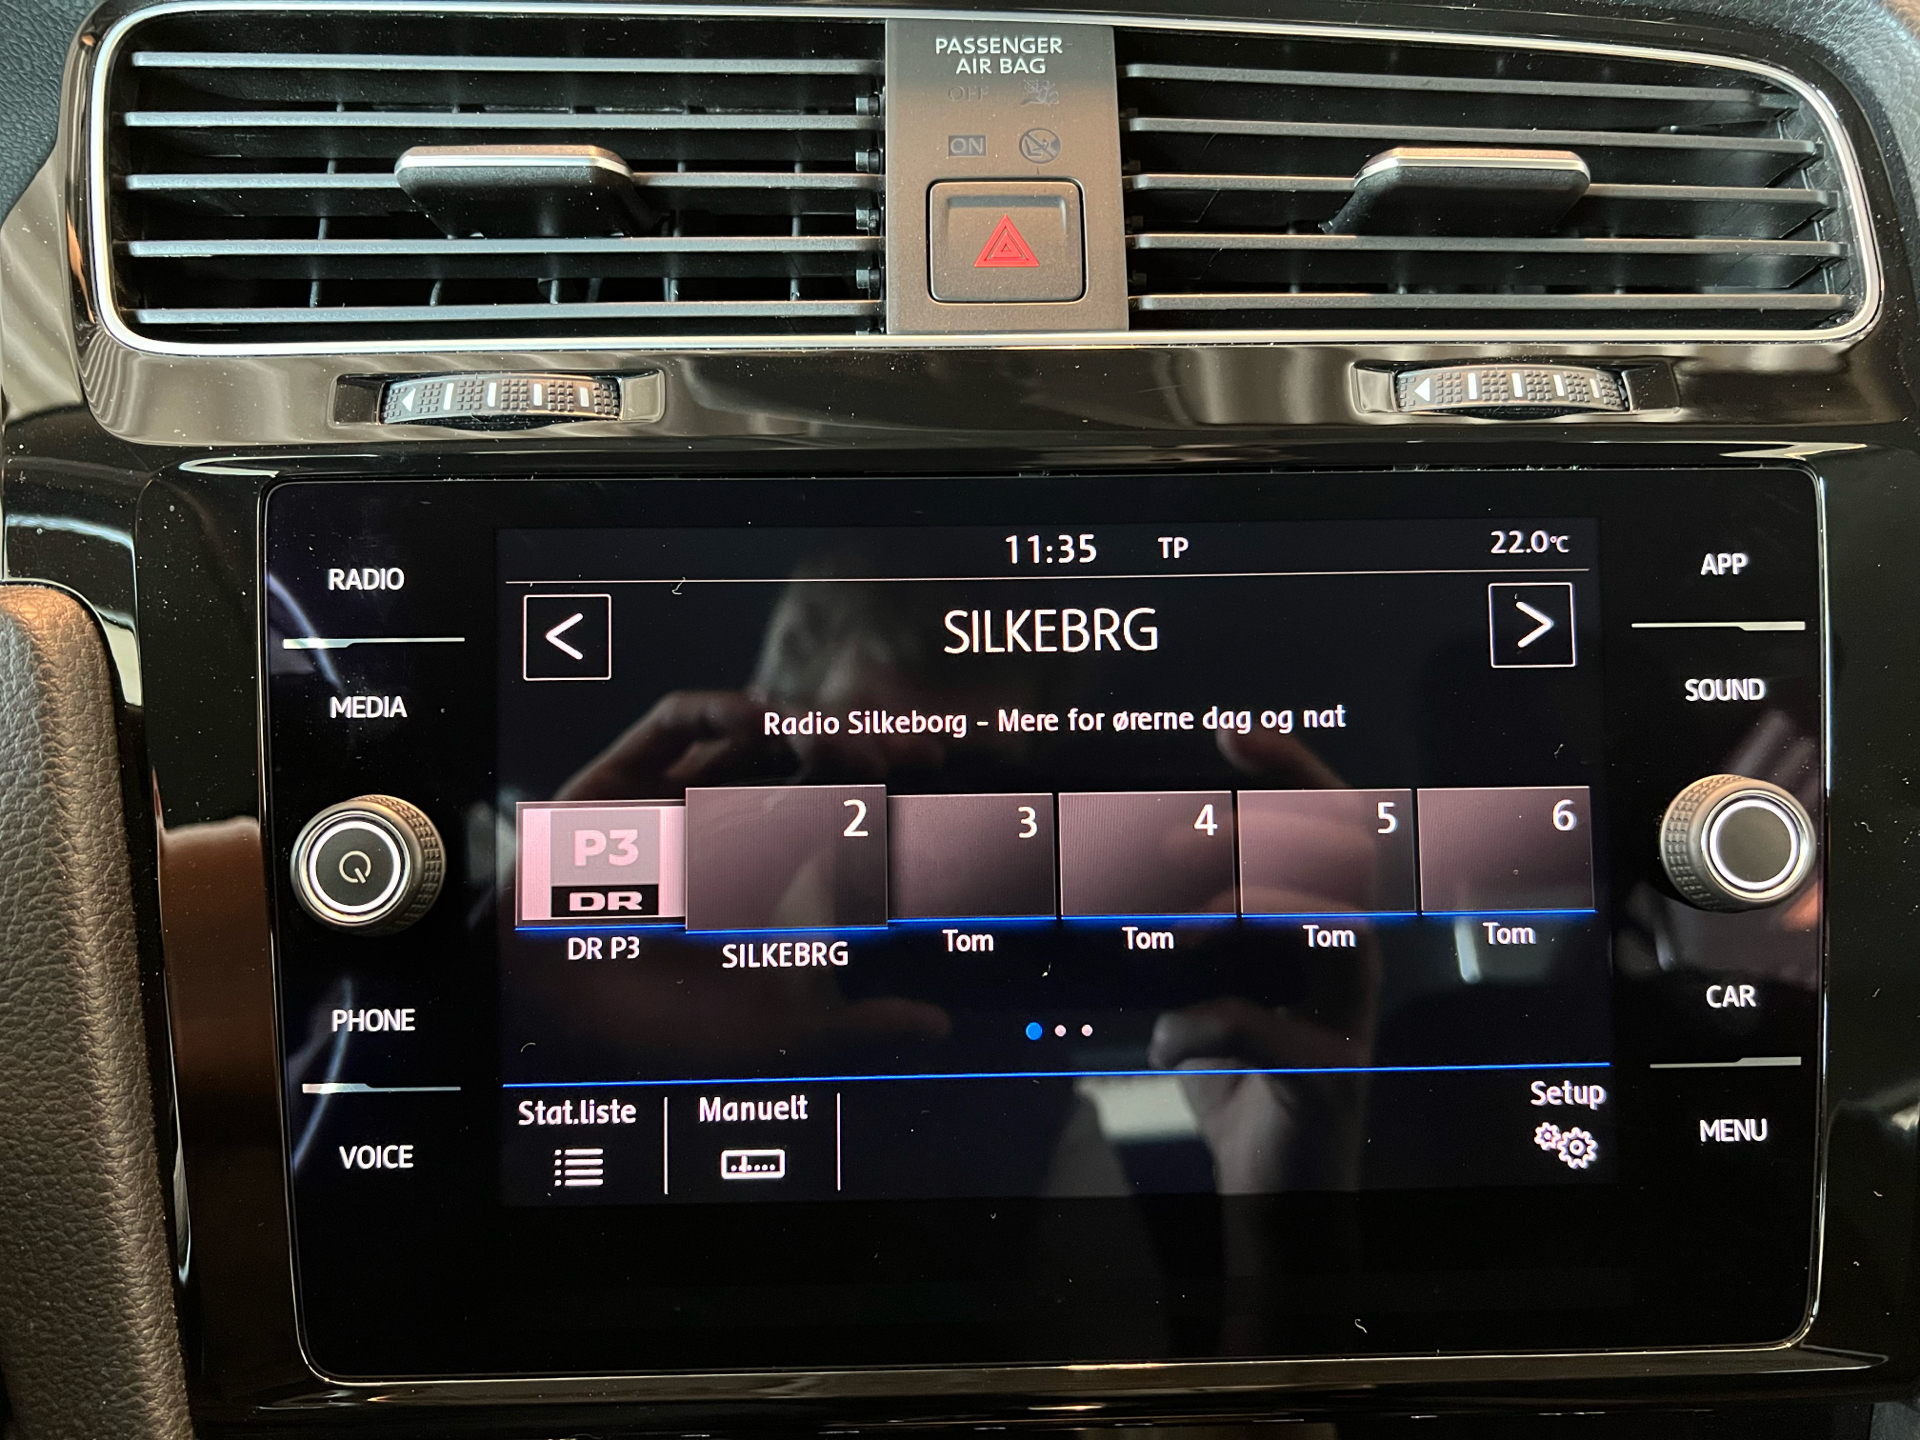 PASSENGER
AIR BAG
OFF
ON
11:35 TP 22.0°C
RADIO
APP
SILKEBRG
MEDIA
SOUND
Radio Silkeborg - Mere for ørerne dag og nat
P3
DR
2
3
4
5
6
DR P3
SILKEBRG
Tom
Tom
Tom
Tom
PHONE
CAR
Stat.liste
Manuelt
Setup
VOICE
MENU